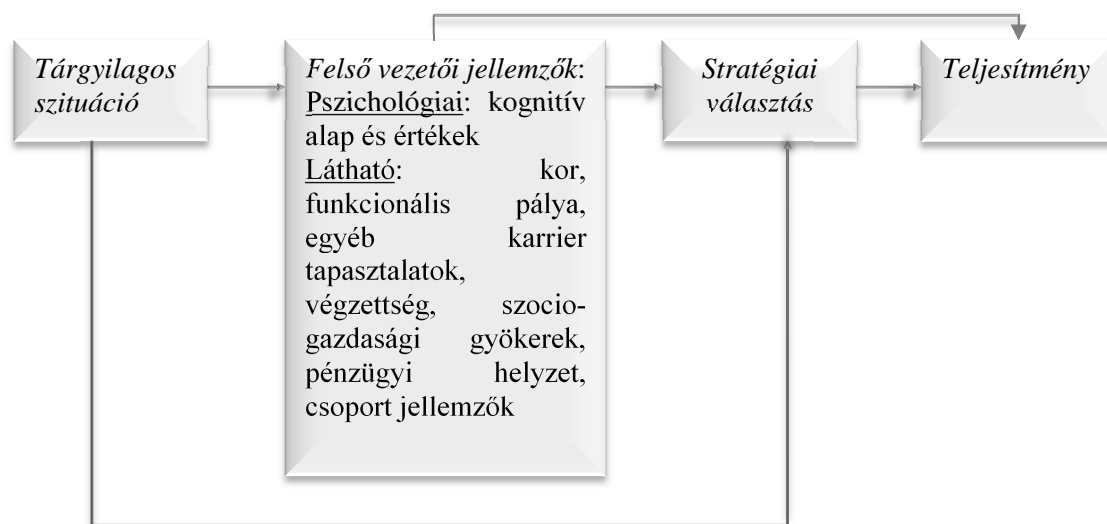 Tárgyilagos
szituáció
Felső vezetői jellemzők:
Pszichológiai: kognitív
alap és értékek
Látható: kor,
funkcionális pálya,
egyéb karrier
tapasztalatok,
végzettség, szocio-
gazdasági gyökerek,
pénzügyi helyzet,
csoport jellemzők
Stratégiai
választás
Teljesítmény